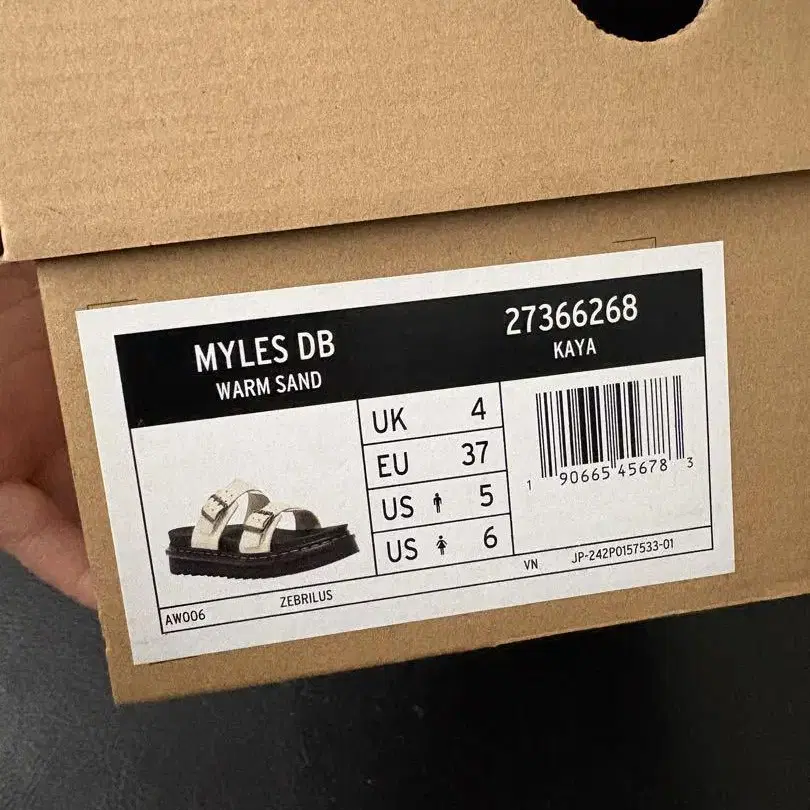 MYLES DB
WARM SAND
27366268
KAYA
UK 4
EU 37
US 5
US 6
1 90665 45678 3
AW006 ZEBRILUS VN JP-242P0157533-01